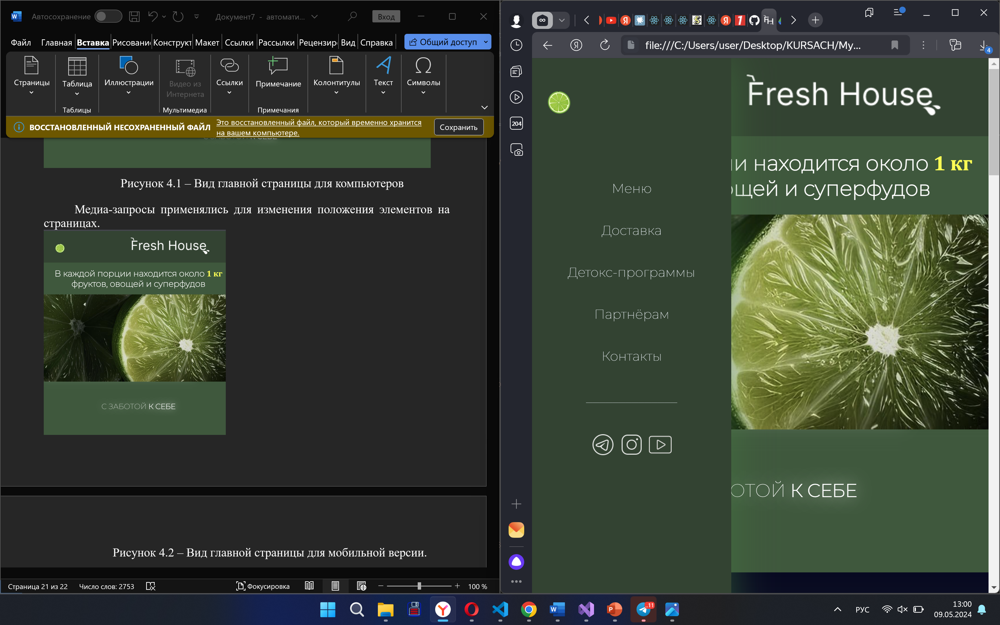 Автосохранение
Документ7 - автомати...
Вход
Файл Главная Вставка Рисовани Конструкт Макет Ссылки Рассылки Рецензир Вид Справка
Общий доступ
Страницы
Таблица
Иллюстрации
Видео из
Интернета
Ссылки
Примечание
Колонтитулы
Текст
Символы
Таблицы
Мультимедиа
Примечания
ВОССТАНОВЛЕННЫЙ НЕСОХРАНЕННЫЙ ФАЙЛ
Это восстановленный файл, который временно хранится
на вашем компьютере.
Сохранить
Рисунок 4.1 – Вид главной страницы для компьютеров
Медиа-запросы применялись для изменения положения элементов на
страницах.
Fresh House
В каждой порции находится около 1 кг
фруктов, овощей и суперфудов
С ЗАБОТОЙ К СЕБЕ
Рисунок 4.2 – Вид главной страницы для мобильной версии.
Страница 21 из 22
Число слов: 2753
Фокусировка
100 %
file:///C:/Users/user/Desktop/KURSACH/My...
4
204
Меню
Доставка
Детокс-программы
Партнёрам
Контакты
Fresh House
и находится около 1 кг
щей и суперфудов
ОТОЙ К СЕБЕ
..11
РУС
13:00
09.05.2024